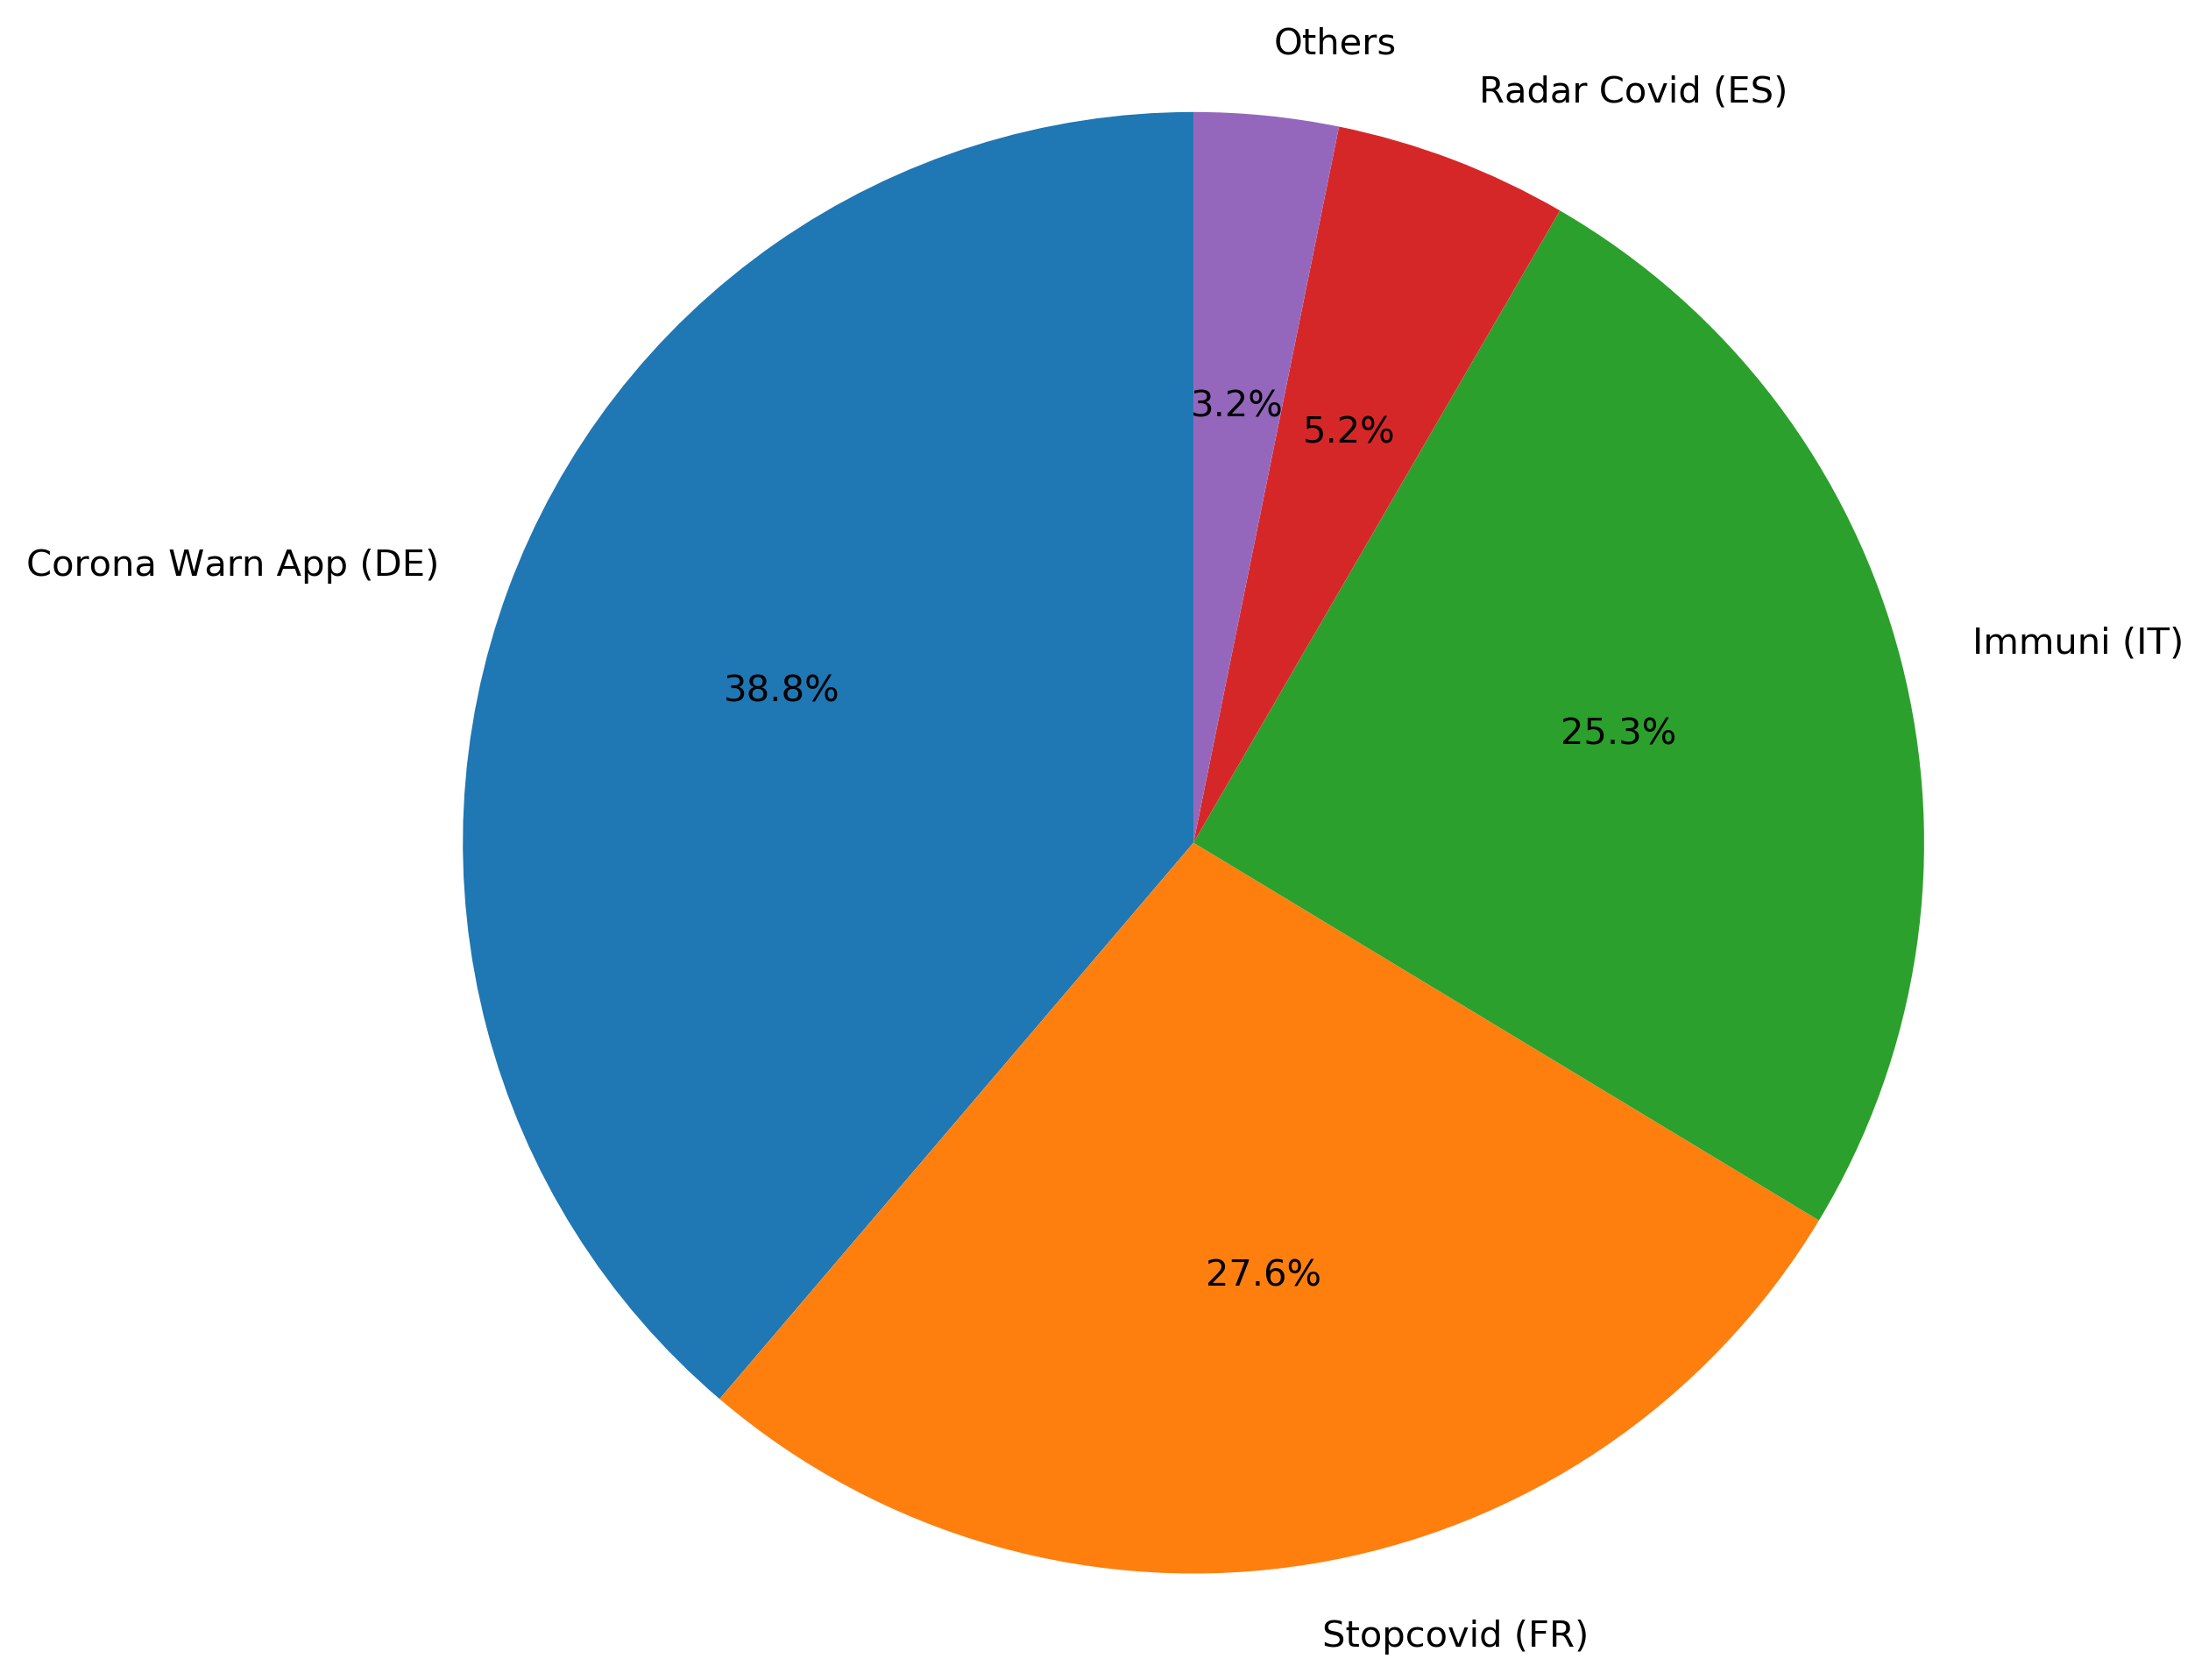 Others
Radar Covid (ES)
3.2%
5.2%
Corona Warn App (DE)
Immuni (IT)
38.8%
25.3%
27.6%
Stopcovid (FR)